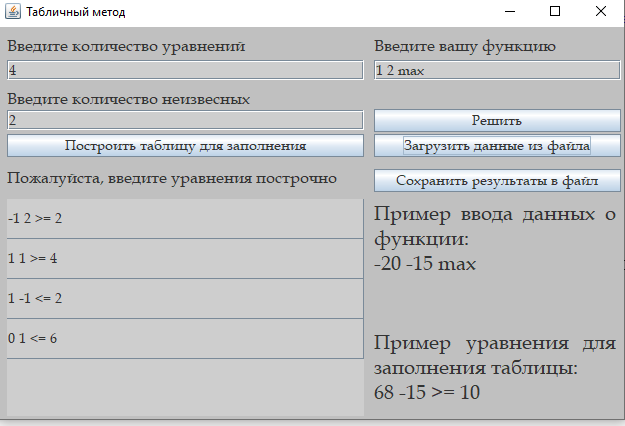 Табличный метод
Введите количество уравнений
4
Введите количество неизвесных
2
Построить таблицу для заполнения
Пожалуйста, введите уравнения построчно
-1 2 >= 2
1 1 >= 4
1 -1 <= 2
0 1 <= 6
Введите вашу функцию
1 2 max
Решить
Загрузить данные из файла
Сохранить результаты в файл
Пример ввода данных о
функции:
-20 -15 max
Пример уравнения для
заполнения таблицы:
68 -15 >= 10